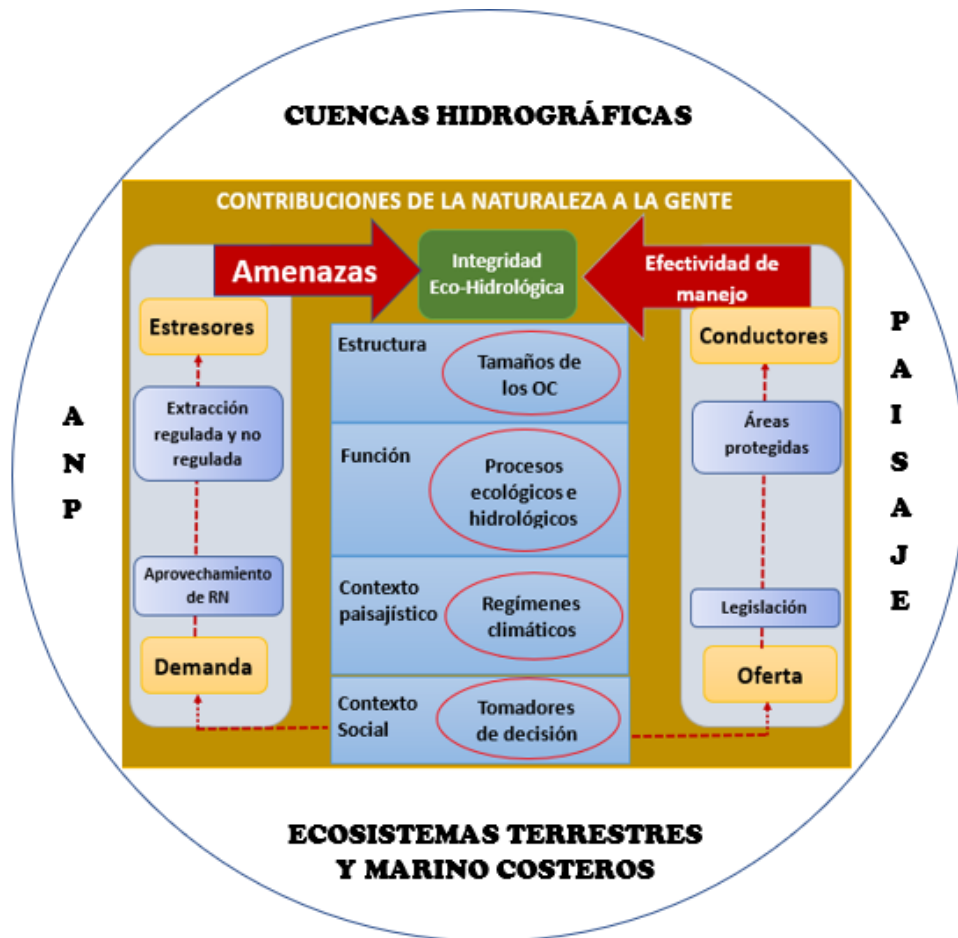 CUENCAS HIDROGRÁFICAS
CONTRIBUCIONES DE LA NATURALEZA A LA GENTE
Amenazas
Integridad
Eco-Hidrológica
Efectividad de
manejo
Estresores
Extracción
regulada y no
regulada
Aprovechamiento
de RN
Demanda
Estructura
Tamaños de
los OC
Función
Procesos
ecológicos e
hidrológicos
Contexto
paisajístico
Regímenes
climáticos
Contexto
Social
Tomadores
de decisión
Conductores
Áreas
protegidas
Legislación
Oferta
A
N
P
P
A
I
S
A
J
E
ECOSISTEMAS TERRESTRES
Y MARINO COSTEROS